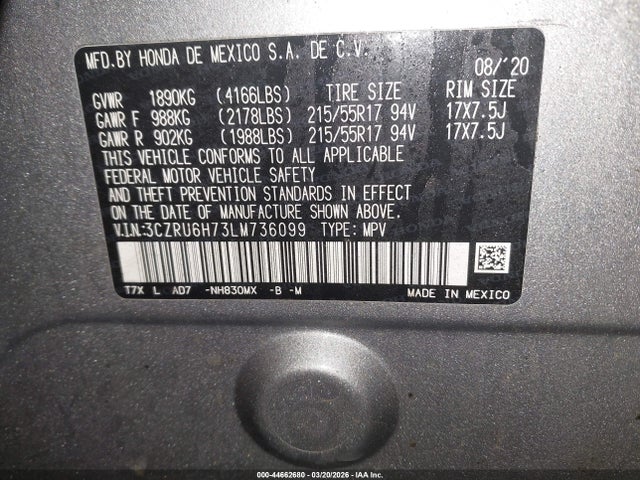 MFD.BY HONDA DE MEXICO S.A. DE C.V. 08/'20
GVWR 1890KG (4166LBS) TIRE SIZE RIM SIZE
GAWR F 988KG (2178LBS) 215/55R17 94V 17X7.5J
GAWR R 902KG (1988LBS) 215/55R17 94V 17X7.5J
THIS VEHICLE CONFORMS TO ALL APPLICABLE
FEDERAL MOTOR VEHICLE SAFETY
AND THEFT PREVENTION STANDARDS IN EFFECT
ON THE DATE OF MANUFACTURE SHOWN ABOVE.
V.I.N:3CZRU6H73LM736099 TYPE: MPV
T7X L AD7 -NH830MX -B -M MADE IN MEXICO
000-44662680 - 03/20/2026 - IAA Inc.